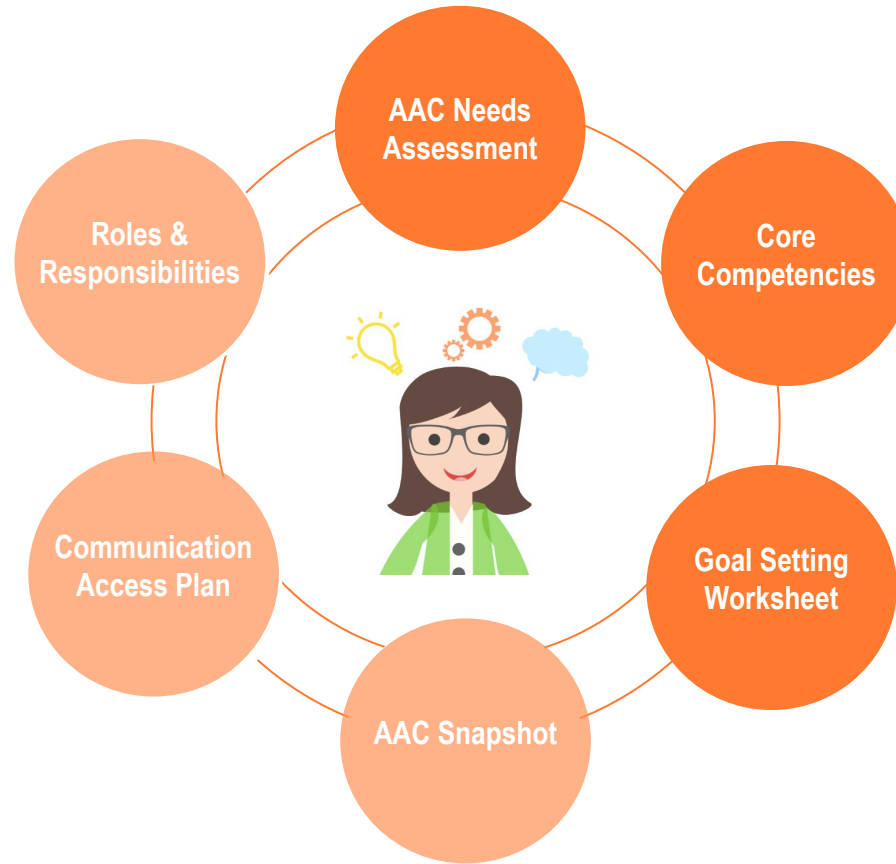 AAC Needs
Assessment
Core
Competencies
Goal Setting
Worksheet
AAC Snapshot
Communication
Access Plan
Roles &
Responsibilities